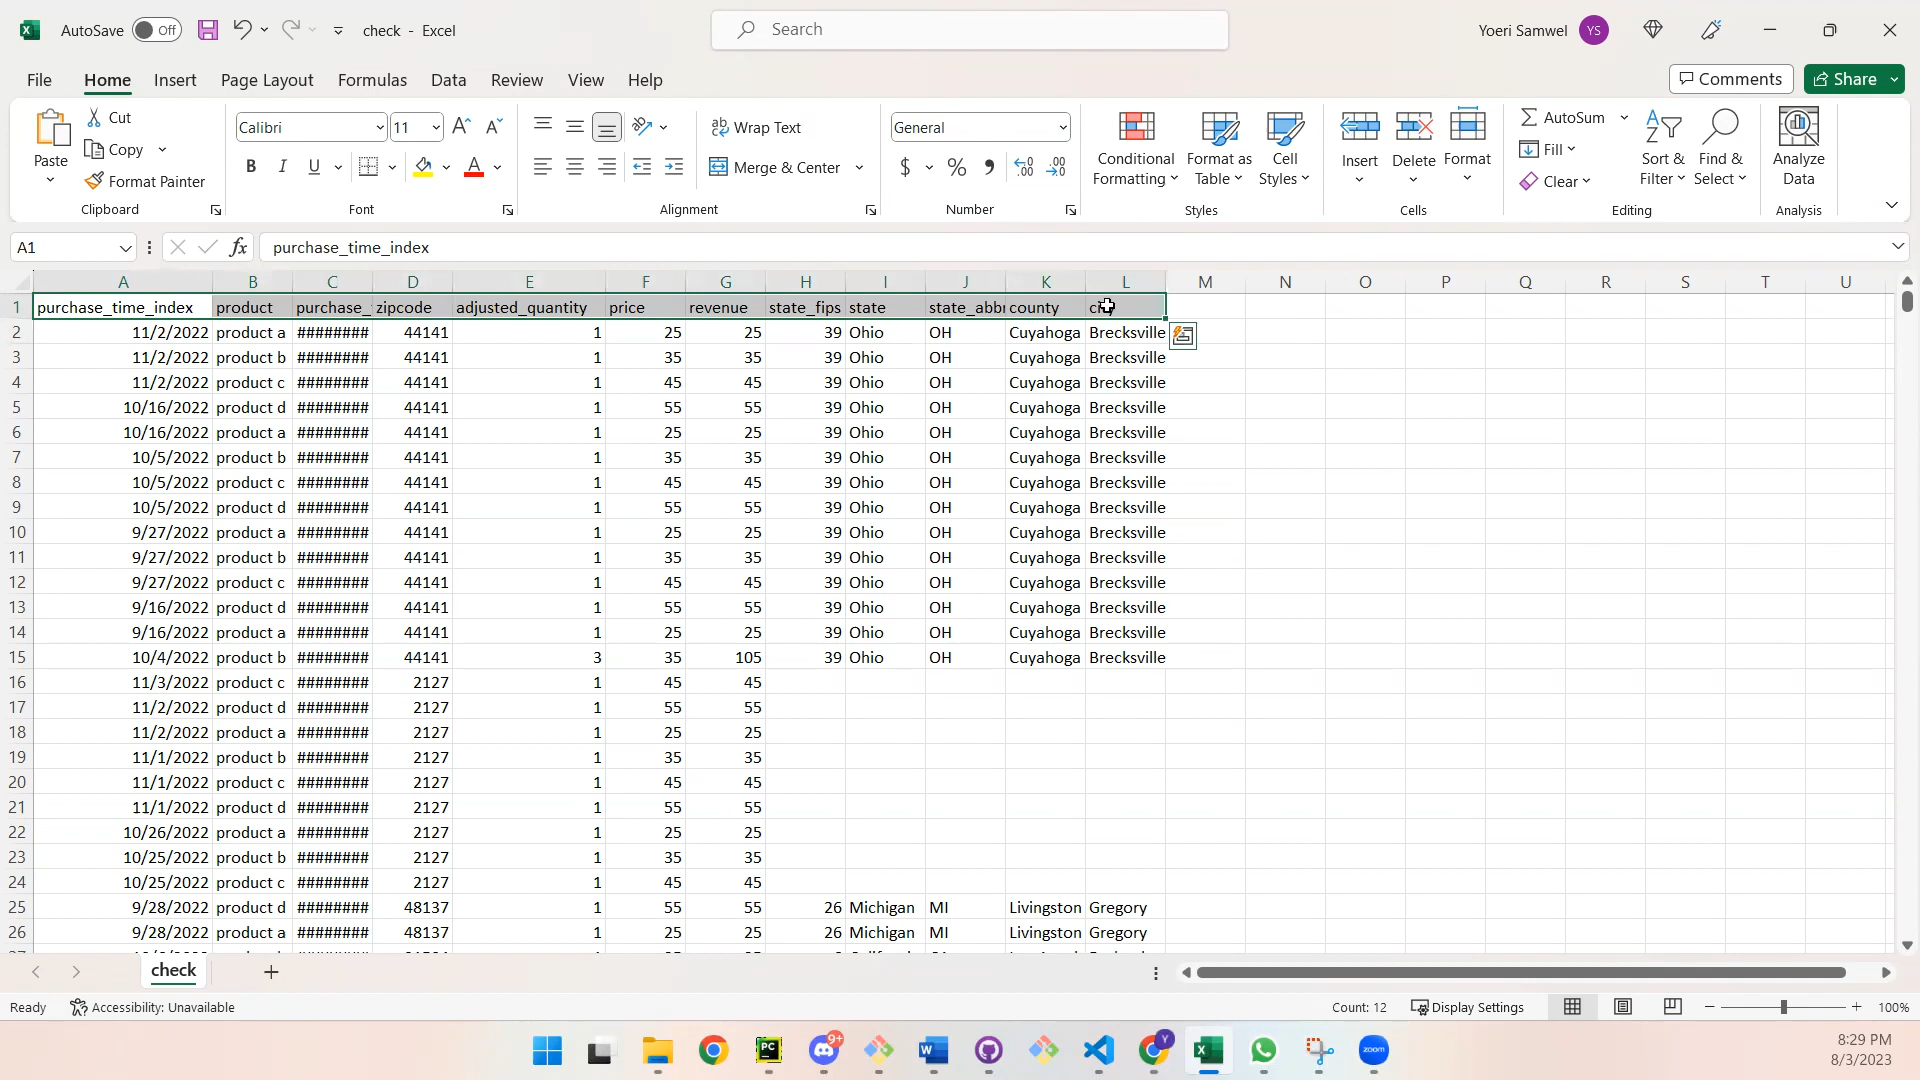 AutoSave Off check - Excel Search Yoeri Samwel YS
File Home Insert Page Layout Formulas Data Review View Help Comments Share
Paste Cut Copy Format Painter Clipboard
Calibri 11 B I U Font
Wrap Text Merge & Center Alignment
General $ % Number
Conditional Formatting Format as Table Cell Styles Styles
Insert Delete Format Cells
AutoSum Fill Clear Sort & Filter Find & Select Editing
Analyze Data Analysis
A1 fx purchase_time_index
A B C D E F G H I J K L M N O P Q R S T U
1 purchase_time_index product purchase_ zipcode adjusted_quantity price revenue state_fips state state_abbr county city
2 11/2/2022 product a ######## 44141 1 25 25 39 Ohio OH Cuyahoga Brecksville
3 11/2/2022 product b ######## 44141 1 35 35 39 Ohio OH Cuyahoga Brecksville
4 11/2/2022 product c ######## 44141 1 45 45 39 Ohio OH Cuyahoga Brecksville
5 10/16/2022 product d ######## 44141 1 55 55 39 Ohio OH Cuyahoga Brecksville
6 10/16/2022 product a ######## 44141 1 25 25 39 Ohio OH Cuyahoga Brecksville
7 10/5/2022 product b ######## 44141 1 35 35 39 Ohio OH Cuyahoga Brecksville
8 10/5/2022 product c ######## 44141 1 45 45 39 Ohio OH Cuyahoga Brecksville
9 10/5/2022 product d ######## 44141 1 55 55 39 Ohio OH Cuyahoga Brecksville
10 9/27/2022 product a ######## 44141 1 25 25 39 Ohio OH Cuyahoga Brecksville
11 9/27/2022 product b ######## 44141 1 35 35 39 Ohio OH Cuyahoga Brecksville
12 9/27/2022 product c ######## 44141 1 45 45 39 Ohio OH Cuyahoga Brecksville
13 9/16/2022 product d ######## 44141 1 55 55 39 Ohio OH Cuyahoga Brecksville
14 9/16/2022 product a ######## 44141 1 25 25 39 Ohio OH Cuyahoga Brecksville
15 10/4/2022 product b ######## 44141 3 35 105 39 Ohio OH Cuyahoga Brecksville
16 11/3/2022 product c ######## 2127 1 45 45
17 11/2/2022 product d ######## 2127 1 55 55
18 11/2/2022 product a ######## 2127 1 25 25
19 11/1/2022 product b ######## 2127 1 35 35
20 11/1/2022 product c ######## 2127 1 45 45
21 11/1/2022 product d ######## 2127 1 55 55
22 10/26/2022 product a ######## 2127 1 25 25
23 10/25/2022 product b ######## 2127 1 35 35
24 10/25/2022 product c ######## 2127 1 45 45
25 9/28/2022 product d ######## 48137 1 55 55 26 Michigan MI Livingston Gregory
26 9/28/2022 product a ######## 48137 1 25 25 26 Michigan MI Livingston Gregory
check
Ready Accessibility: Unavailable Count: 12 Display Settings 100%
PC 9+ W Y X zoom
8:29 PM
8/3/2023